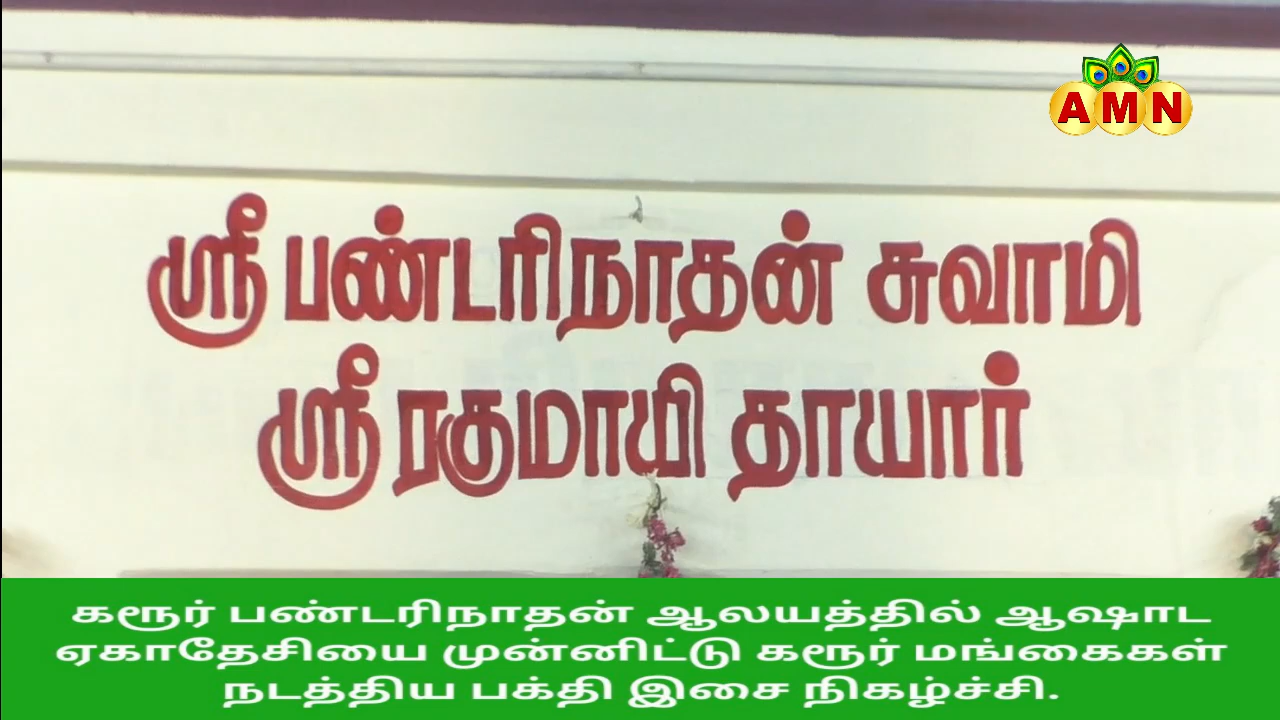 AMN
ஸ்ரீ பண்டரிநாதன் சுவாமி
ஸ்ரீ ரகுமாயி தாயார்
கரூர் பண்டரிநாதன் ஆலயத்தில் ஆஷாட
ஏகாதேசியை முன்னிட்டு கரூர் மங்கைகள்
நடத்திய பக்தி இசை நிகழ்ச்சி.